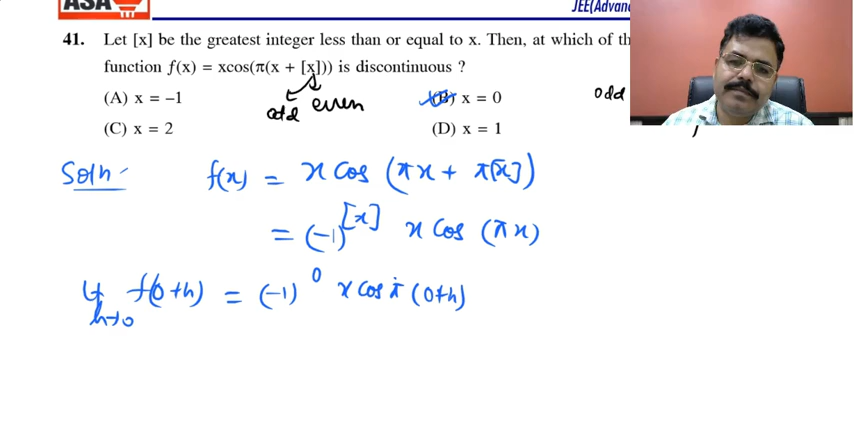 ASA
JEE(Advan
41. Let [x] be the greatest integer less than or equal to x. Then, at which of th
function f(x) = xcos(π(x + [x])) is discontinuous ?
odd even
odd
(A) x = –1 (B) x = 0
(C) x = 2 (D) x = 1
Soln:- f(x) = x cos (πx + π[x])
= (-1)^[x] x cos (πx)
Lt h→0 f(0+h) = (-1)^0 x cos π (0+h)